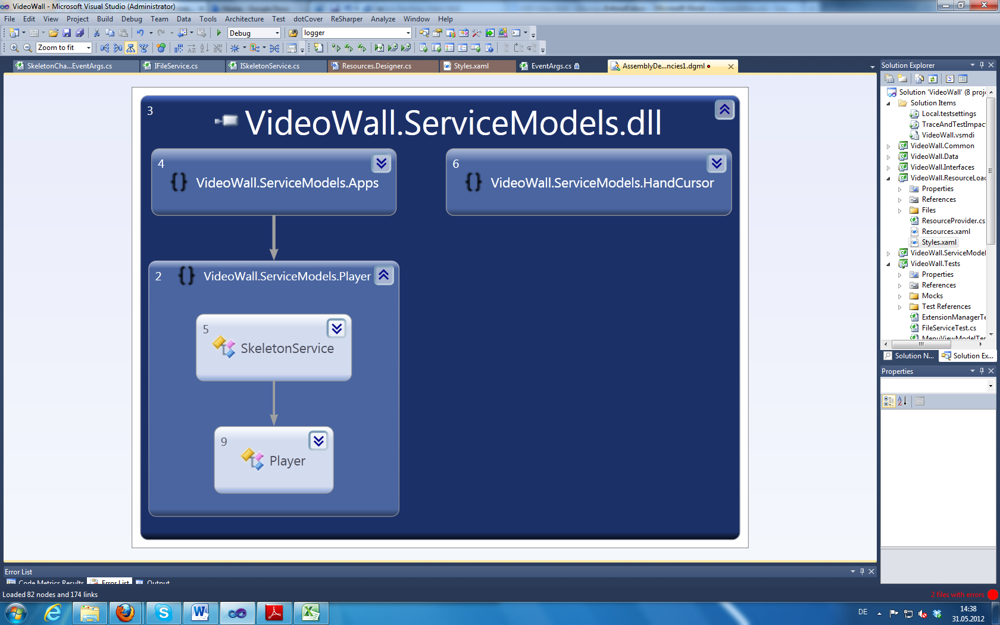 VideoWall - Microsoft Visual Studio (Administrator)
File Edit View Project Build Debug Team Data Tools Architecture Test dotCover ReSharper Analyze Window Help
Debug logger
Zoom to fit
SkeletonCha...EventArgs.cs IFileService.cs ISkeletonService.cs Resources.Designer.cs Styles.xaml EventArgs.cs AssemblyDe...ncies1.dgml
3
VideoWall.ServiceModels.dll
4
VideoWall.ServiceModels.Apps
6
VideoWall.ServiceModels.HandCursor
2 VideoWall.ServiceModels.Player
5
SkeletonService
9
Player
Solution Explorer
Solution 'VideoWall' (8 proj
Solution Items
Local.testsettings
TraceAndTestImpac
VideoWall.vsmdi
VideoWall.Common
VideoWall.Data
VideoWall.Interfaces
VideoWall.ResourceLoad
Properties
References
Files
ResourceProvider.cs
Resources.xaml
Styles.xaml
VideoWall.ServiceModel
VideoWall.Tests
Properties
References
Mocks
Test References
ExtensionManagerTe
FileServiceTest.cs
MenuViewModelTes
Solution N... Solution Ex...
Properties
Error List
Code Metrics Results Error List Output
Loaded 82 nodes and 174 links
2 files with errors
DE
14:38
31.05.2012